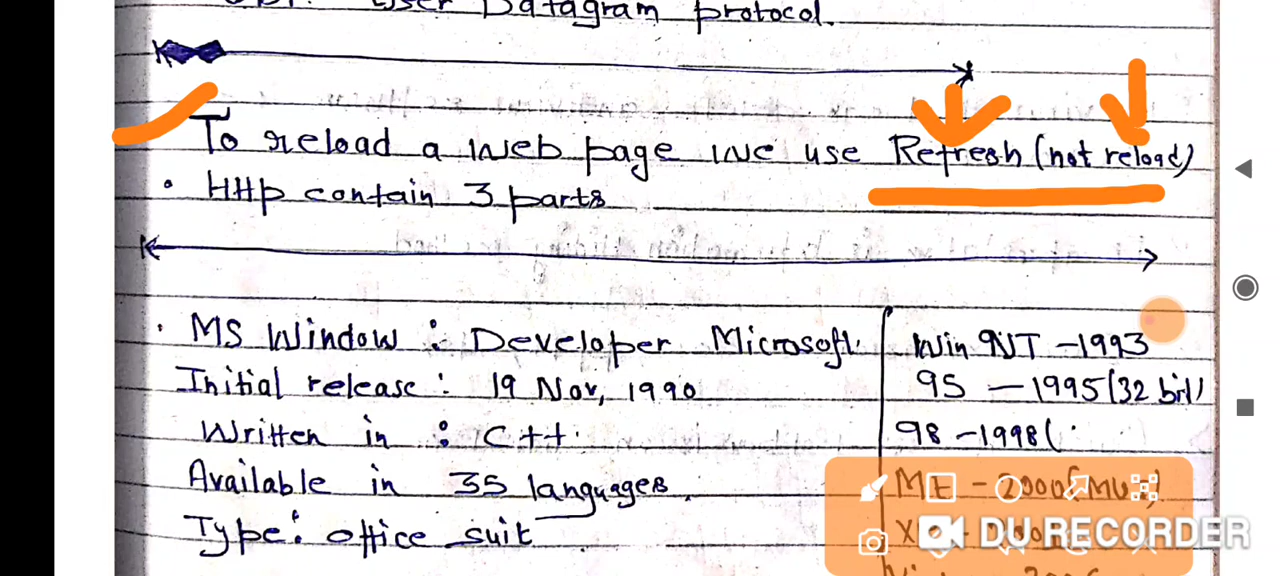 User Datagram protocol.
To reload a web page we use Refresh (not reload)
• HHp contain 3 parts
• MS Window : Developer Microsoft.
Initial release : 19 Nov, 1990
Written in : C++.
Available in 35 languages.
Type : office suit
Win NT - 1993
95 - 1995 (32 bit)
98 - 1998 (
ME - 2000
DU RECORDER